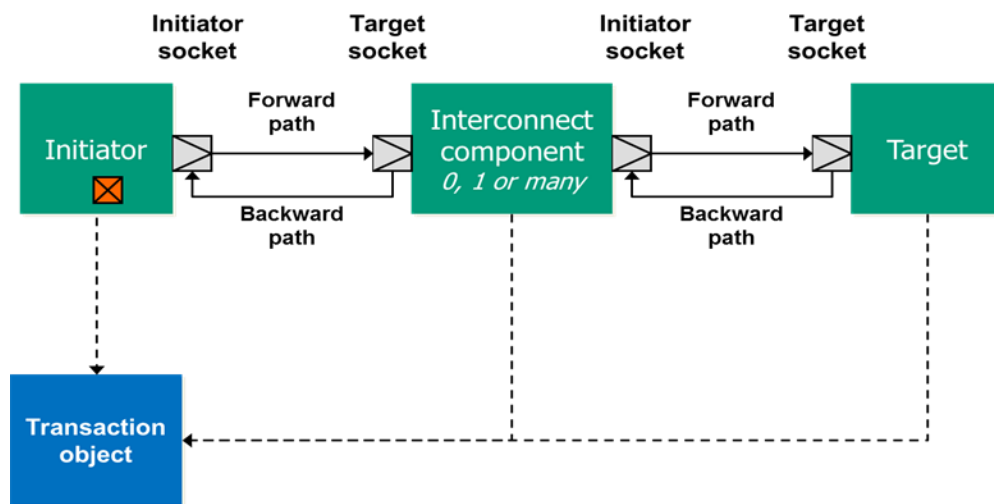 Initiator
socket
Target
socket
Initiator
socket
Target
socket
Initiator
Forward
path
Backward
path
Interconnect
component
0, 1 or many
Forward
path
Backward
path
Target
Transaction
object